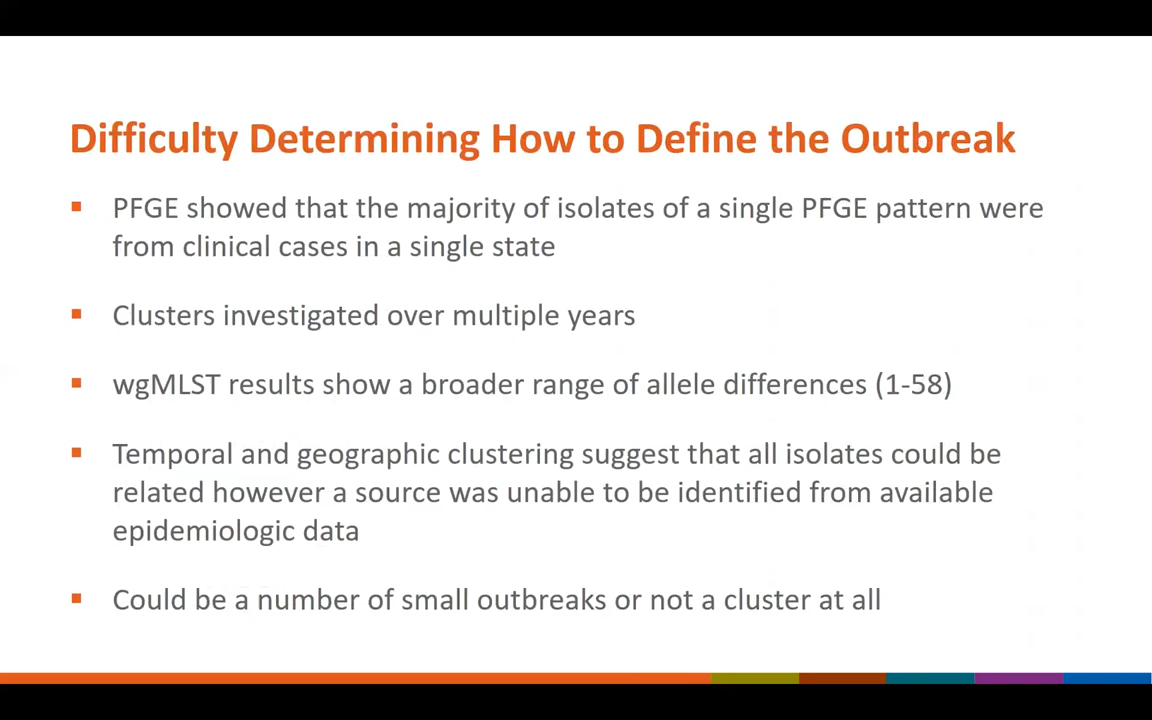 Difficulty Determining How to Define the Outbreak
PFGE showed that the majority of isolates of a single PFGE pattern were
from clinical cases in a single state
Clusters investigated over multiple years
wgMLST results show a broader range of allele differences (1-58)
Temporal and geographic clustering suggest that all isolates could be
related however a source was unable to be identified from available
epidemiologic data
Could be a number of small outbreaks or not a cluster at all